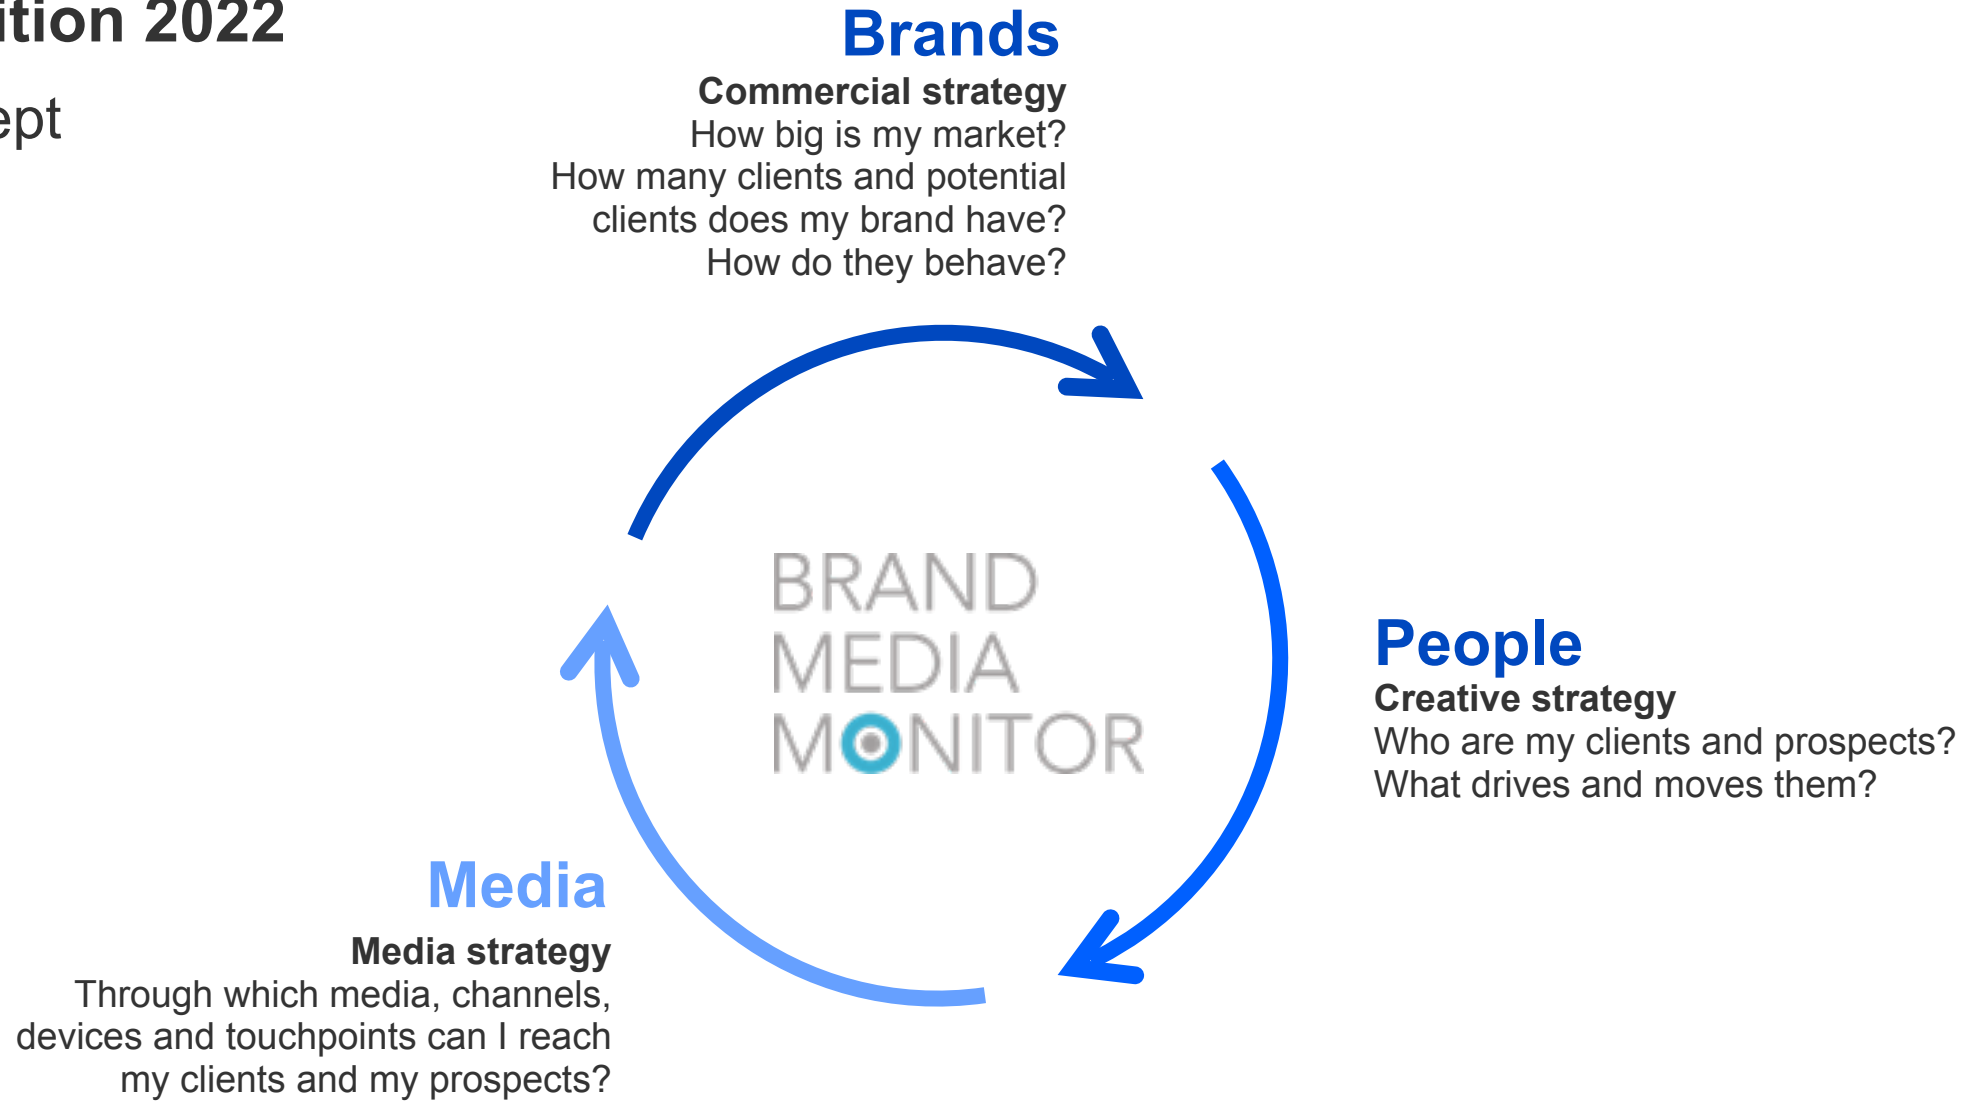 ition 2022
ept
Brands
Commercial strategy
How big is my market?
How many clients and potential
clients does my brand have?
How do they behave?
BRAND
MEDIA
MONITOR
People
Creative strategy
Who are my clients and prospects?
What drives and moves them?
Media
Media strategy
Through which media, channels,
devices and touchpoints can I reach
my clients and my prospects?